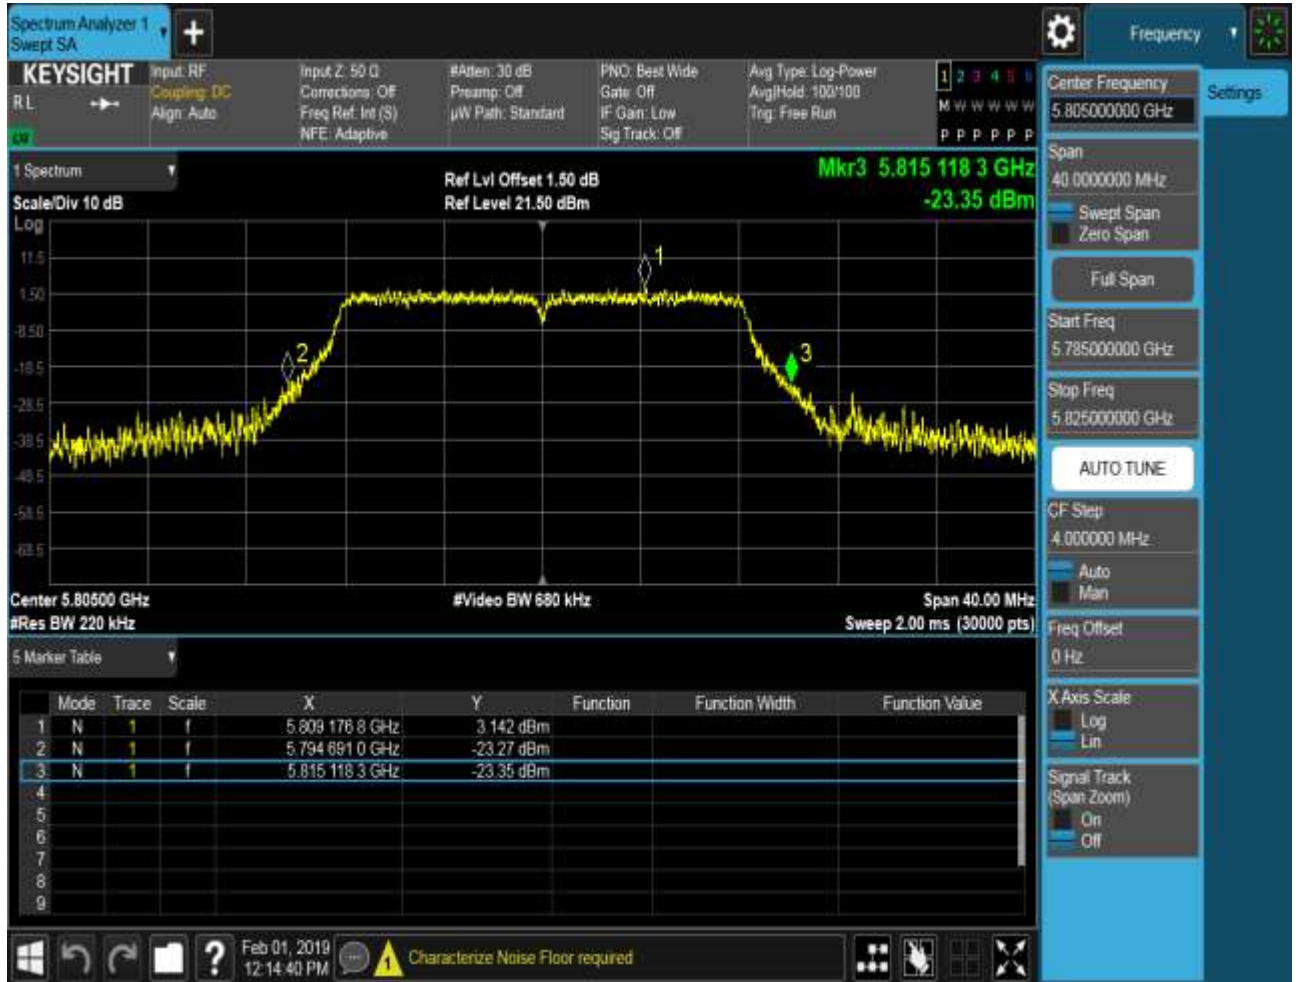 Spectrum Analyzer 1
Swept SA
+
Frequency
KEYSIGHT
RL
Input: RF
Coupling: DC
Align: Auto
Input Z: 50 Ω
Corrections: Off
Freq Ref: Int (S)
NFE: Adaptive
#Atten: 30 dB
Preamp: Off
µW Path: Standard
PNO: Best Wide
Gate: Off
IF Gain: Low
Sig Track: Off
Avg Type: Log-Power
Avg|Hold: 100/100
Trig: Free Run
1 2 3 4 5 6
M W W W W W
P P P P P P
1 Spectrum
Scale/Div 10 dB
Ref Lvl Offset 1.50 dB
Ref Level 21.50 dBm
Mkr3 5.815 118 3 GHz
-23.35 dBm
Log
11.5
1.50
-8.50
-18.5
-28.5
-38.5
-48.5
-58.5
-68.5
1
2
3
Center 5.80500 GHz
#Res BW 220 kHz
#Video BW 680 kHz
Span 40.00 MHz
Sweep 2.00 ms (30000 pts)
5 Marker Table
Mode Trace Scale X Y Function Function Width Function Value
1 N 1 f 5.809 176 8 GHz 3.142 dBm
2 N 1 f 5.794 691 0 GHz -23.27 dBm
3 N 1 f 5.815 118 3 GHz -23.35 dBm
4
5
6
7
8
9
Center Frequency
5.805000000 GHz
Settings
Span
40.0000000 MHz
Swept Span
Zero Span
Full Span
Start Freq
5.785000000 GHz
Stop Freq
5.825000000 GHz
AUTO TUNE
CF Step
4.000000 MHz
Auto
Man
Freq Offset
0 Hz
X Axis Scale
Log
Lin
Signal Track
(Span Zoom)
On
Off
?
Feb 01, 2019
12:14:40 PM
1
Characterize Noise Floor required